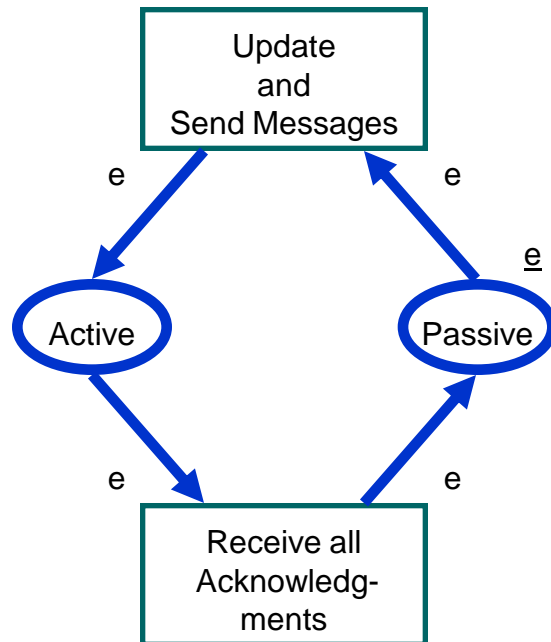 Update
and
Send Messages
e
e
e
Active
Passive
e
e
Receive all
Acknowledg-
ments